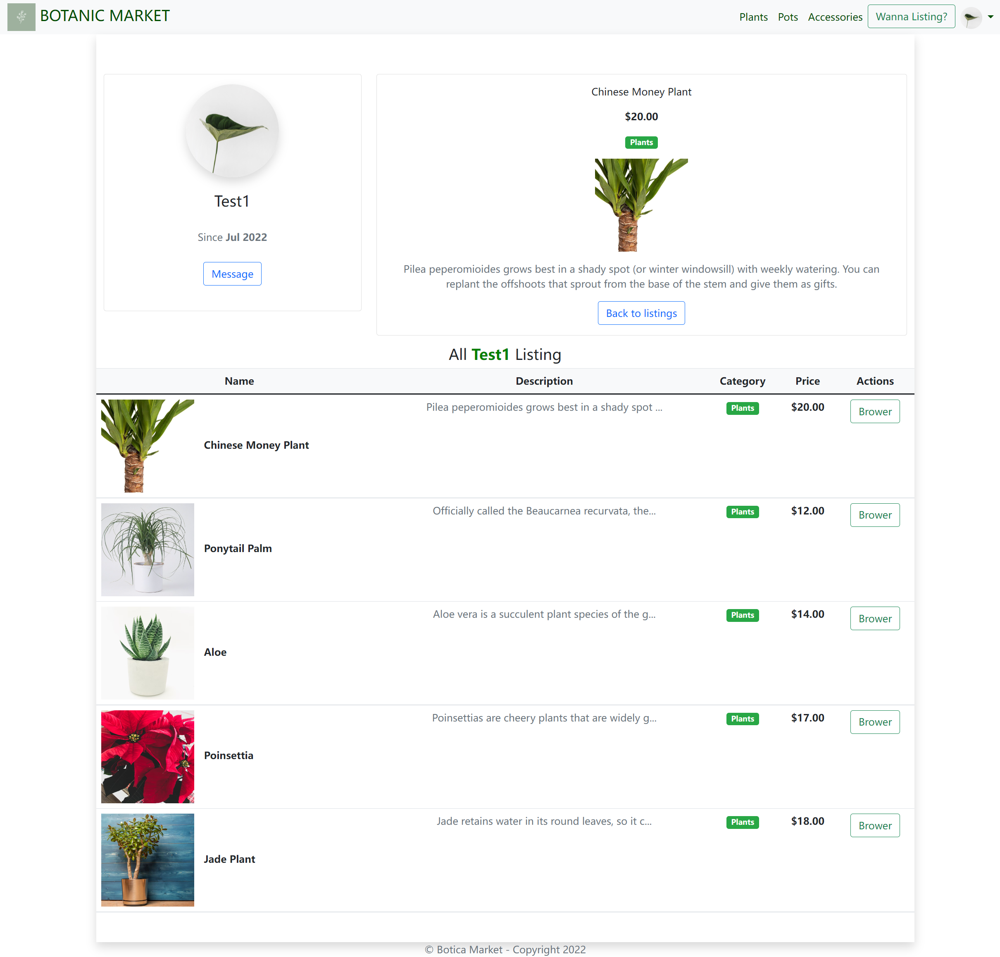 BOTANIC MARKET
Plants
Pots
Accessories
Wanna Listing?
Test1
Since Jul 2022
Message
Chinese Money Plant
$20.00
Plants
Pilea peperomioides grows best in a shady spot (or winter windowsill) with weekly watering. You can
replant the offshoots that sprout from the base of the stem and give them as gifts.
Back to listings
All Test1 Listing
Name Description Category Price Actions
Pilea peperomioides grows best in a shady spot ... Plants $20.00 Brower
Chinese Money Plant
Officially called the Beaucarnea recurvata, the... Plants $12.00 Brower
Ponytail Palm
Aloe vera is a succulent plant species of the g... Plants $14.00 Brower
Aloe
Poinsettias are cheery plants that are widely g... Plants $17.00 Brower
Poinsettia
Jade retains water in its round leaves, so it c... Plants $18.00 Brower
Jade Plant
© Botica Market - Copyright 2022